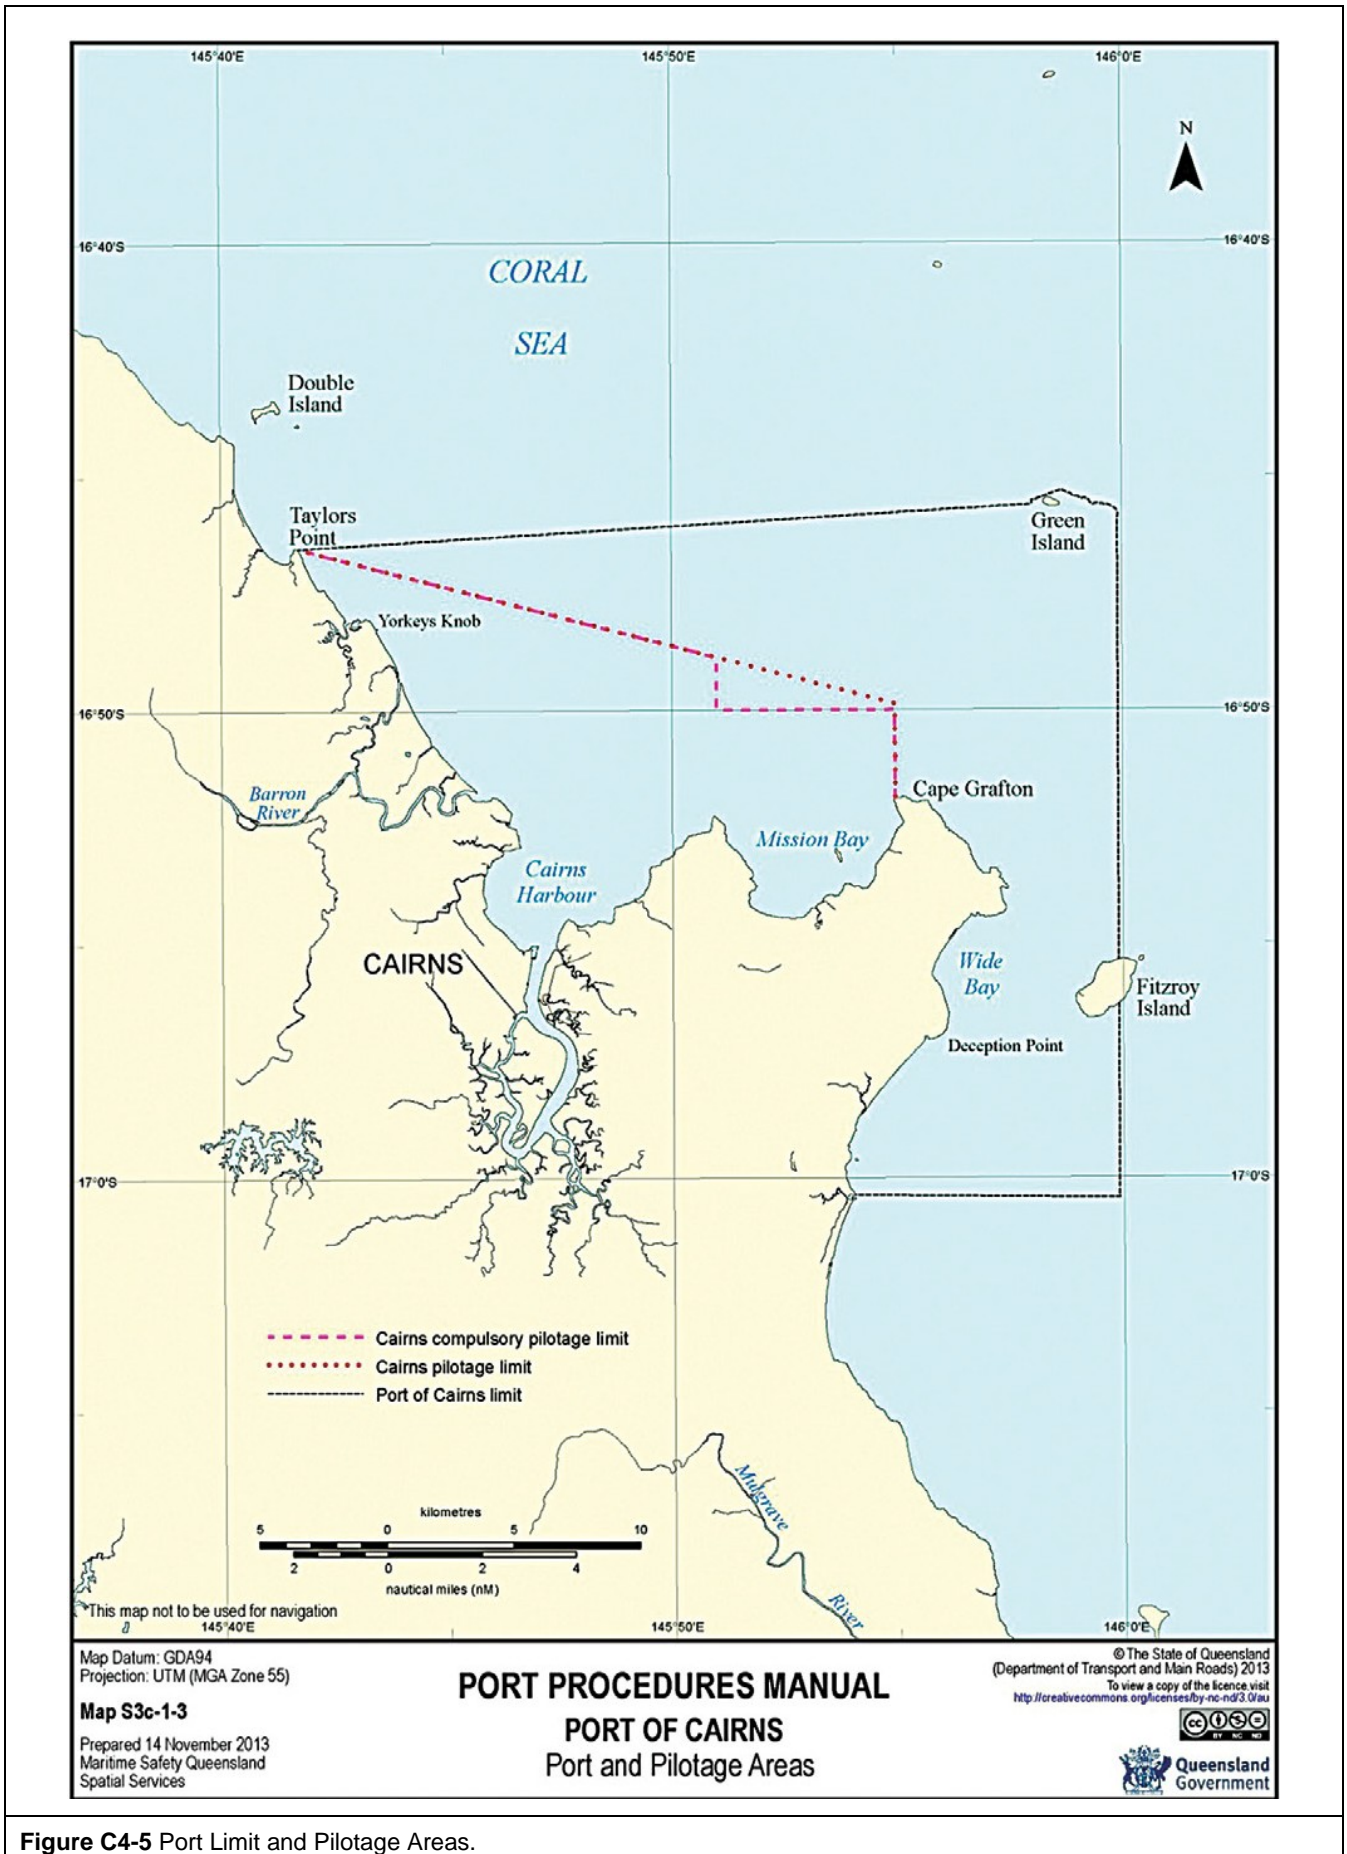 145°40'E
145°50'E
146°0'E
N
16°40'S
16°40'S
CORAL
SEA
Double
Island
Taylors
Point
Green
Island
Yorkeys Knob
16°50'S
16°50'S
Cape Grafton
Barron
River
Mission Bay
Cairns
Harbour
CAIRNS
Wide
Bay
Fitzroy
Island
Deception Point
17°0'S
17°0'S
Cairns compulsory pilotage limit
Cairns pilotage limit
Port of Cairns limit
Mulgrave
River
kilometres
5 0 5 10
2 0 2 4
nautical miles (nM)
*This map not to be used for navigation
145°40'E
145°50'E
146°0'E
Map Datum: GDA94
Projection: UTM (MGA Zone 55)
Map S3c-1-3
Prepared 14 November 2013
Maritime Safety Queensland
Spatial Services
PORT PROCEDURES MANUAL
PORT OF CAIRNS
Port and Pilotage Areas
© The State of Queensland
(Department of Transport and Main Roads) 2013
To view a copy of the licence,visit
http://creativecommons.org/licenses/by-nc-nd/3.0/au
cc
BY NC ND
Queensland
Government
Figure C4-5 Port Limit and Pilotage Areas.